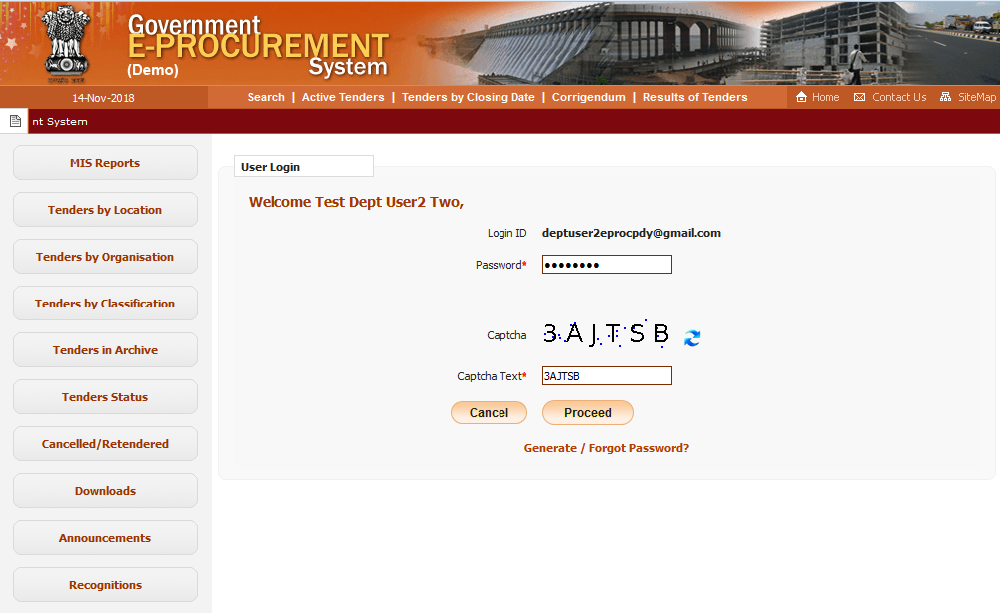 Government
E-PROCUREMENT
System
(Demo)
14-Nov-2018
Search | Active Tenders | Tenders by Closing Date | Corrigendum | Results of Tenders
Home Contact Us SiteMap
nt System
MIS Reports
Tenders by Location
Tenders by Organisation
Tenders by Classification
Tenders in Archive
Tenders Status
Cancelled/Retendered
Downloads
Announcements
Recognitions
User Login
Welcome Test Dept User2 Two,
Login ID deptuser2eprocpdy@gmail.com
Password* ●●●●●●●●
Captcha 3AJTSB
Captcha Text* 3AJTSB
Cancel Proceed
Generate / Forgot Password?